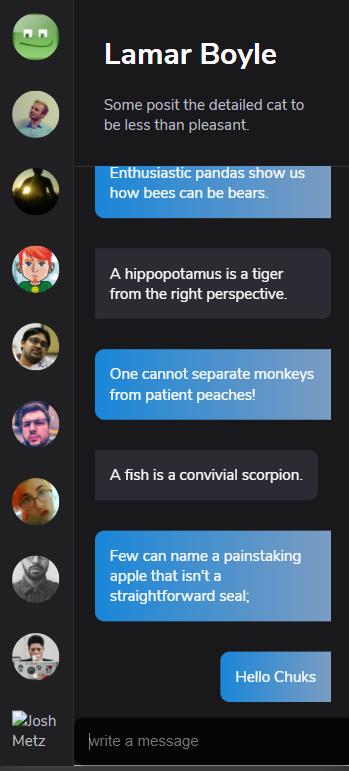 Lamar Boyle
Some posit the detailed cat to
be less than pleasant.
Enthusiastic pandas show us
how bees can be bears.
A hippopotamus is a tiger
from the right perspective.
One cannot separate monkeys
from patient peaches!
A fish is a convivial scorpion.
Few can name a painstaking
apple that isn't a
straightforward seal;
Hello Chuks
Josh
Metz
write a message